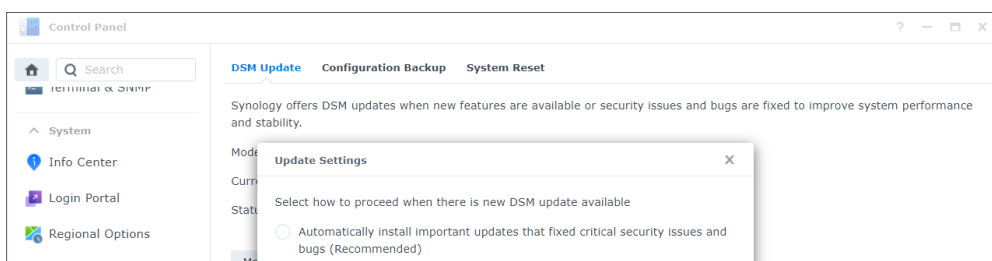 Control Panel
Search
DSM Update Configuration Backup System Reset
Terminal & SNMP
Synology offers DSM updates when new features are available or security issues and bugs are fixed to improve system performance
and stability.
System
Info Center
Login Portal
Regional Options
Update Settings
Select how to proceed when there is new DSM update available
Automatically install important updates that fixed critical security issues and
bugs (Recommended)